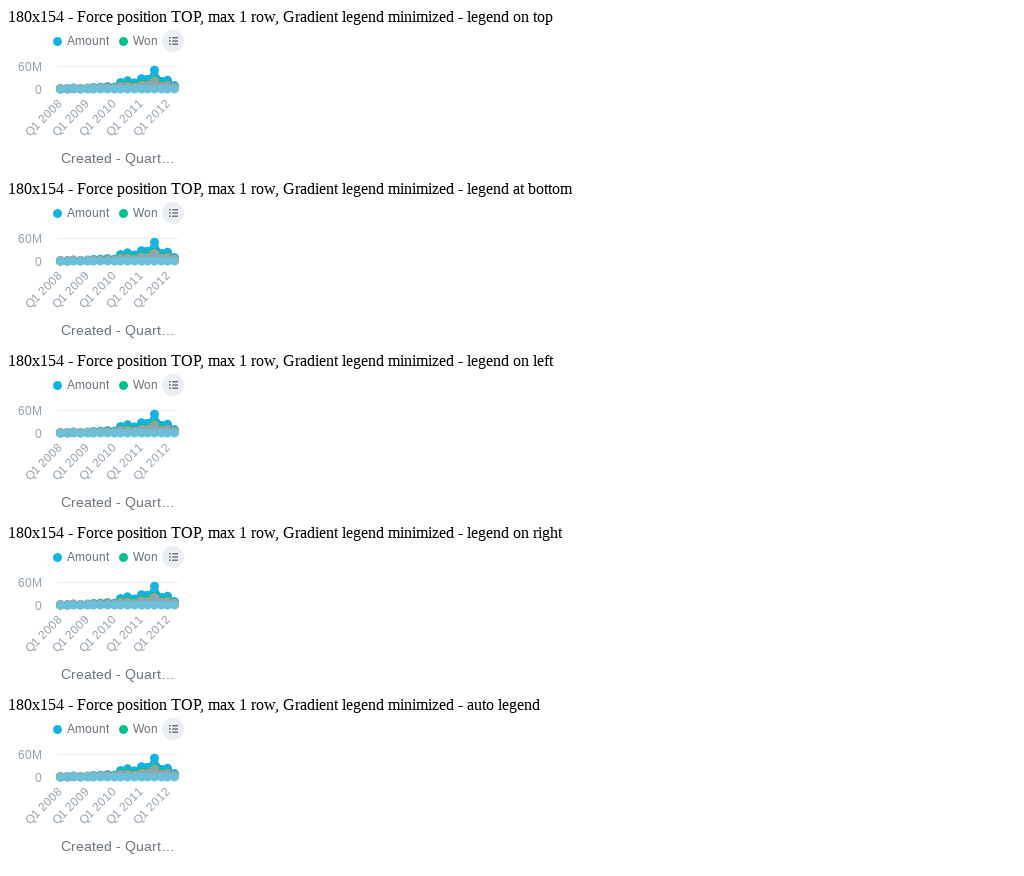 180x154 - Force position TOP, max 1 row, Gradient legend minimized - legend on top
Amount Won
60M
0
Q1 2008 Q1 2009 Q1 2010 Q1 2011 Q1 2012
Created - Quart…
180x154 - Force position TOP, max 1 row, Gradient legend minimized - legend at bottom
Amount Won
60M
0
Q1 2008 Q1 2009 Q1 2010 Q1 2011 Q1 2012
Created - Quart…
180x154 - Force position TOP, max 1 row, Gradient legend minimized - legend on left
Amount Won
60M
0
Q1 2008 Q1 2009 Q1 2010 Q1 2011 Q1 2012
Created - Quart…
180x154 - Force position TOP, max 1 row, Gradient legend minimized - legend on right
Amount Won
60M
0
Q1 2008 Q1 2009 Q1 2010 Q1 2011 Q1 2012
Created - Quart…
180x154 - Force position TOP, max 1 row, Gradient legend minimized - auto legend
Amount Won
60M
0
Q1 2008 Q1 2009 Q1 2010 Q1 2011 Q1 2012
Created - Quart…